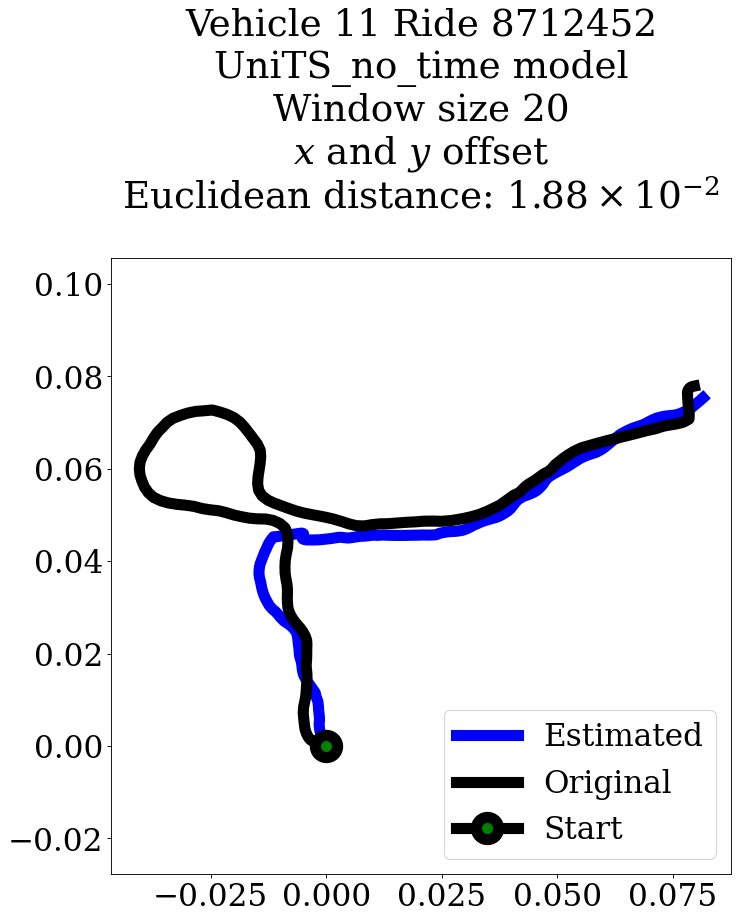 Vehicle 11 Ride 8712452
UniTS_no_time model
Window size 20
x and y offset
Euclidean distance: 1.88 × 10⁻²
0.10
0.08
0.06
0.04
0.02
0.00
−0.02
−0.025 0.000 0.025 0.050 0.075
Estimated
Original
Start